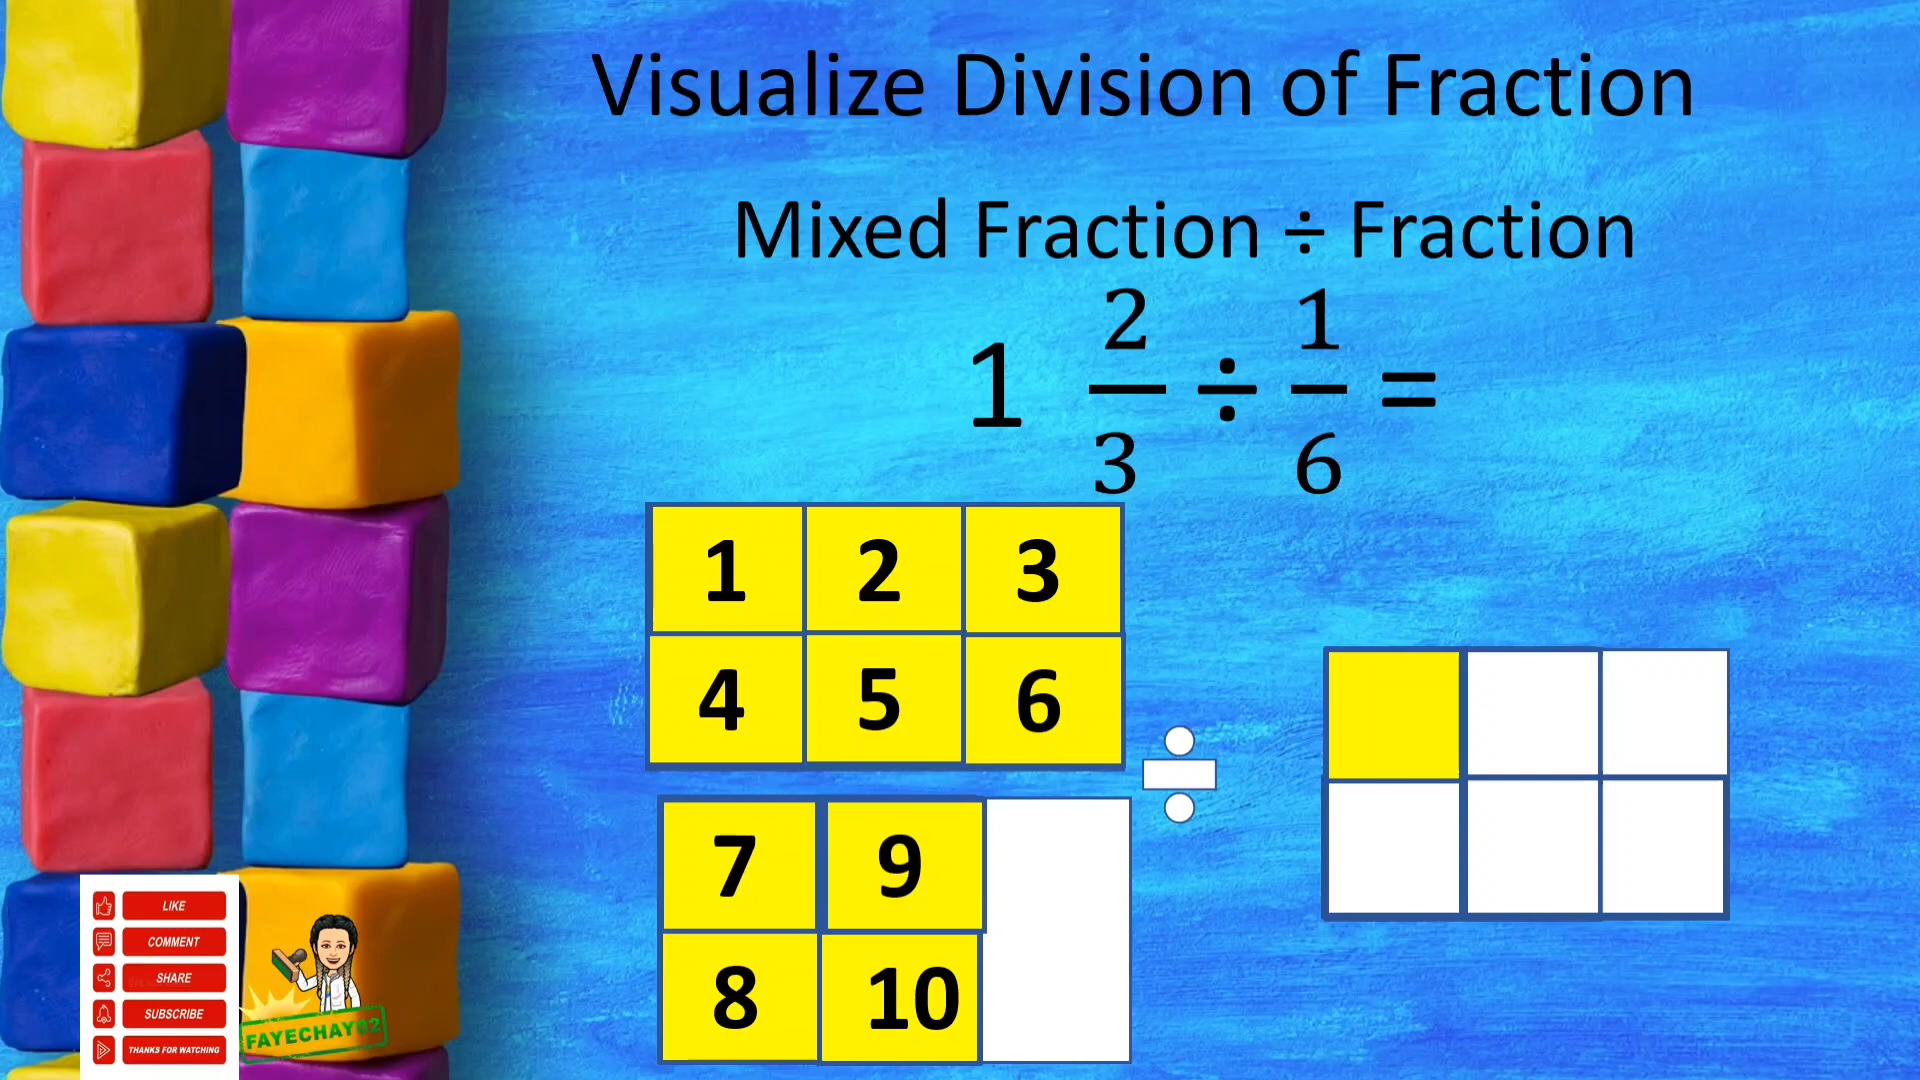 Visualize Division of Fraction
Mixed Fraction ÷ Fraction
1 2/3 ÷ 1/6 =
1 2 3
4 5 6
÷
7 9
8 10
LIKE
COMMENT
SHARE
SUBSCRIBE
THANKS FOR WATCHING
FAYECHAY02